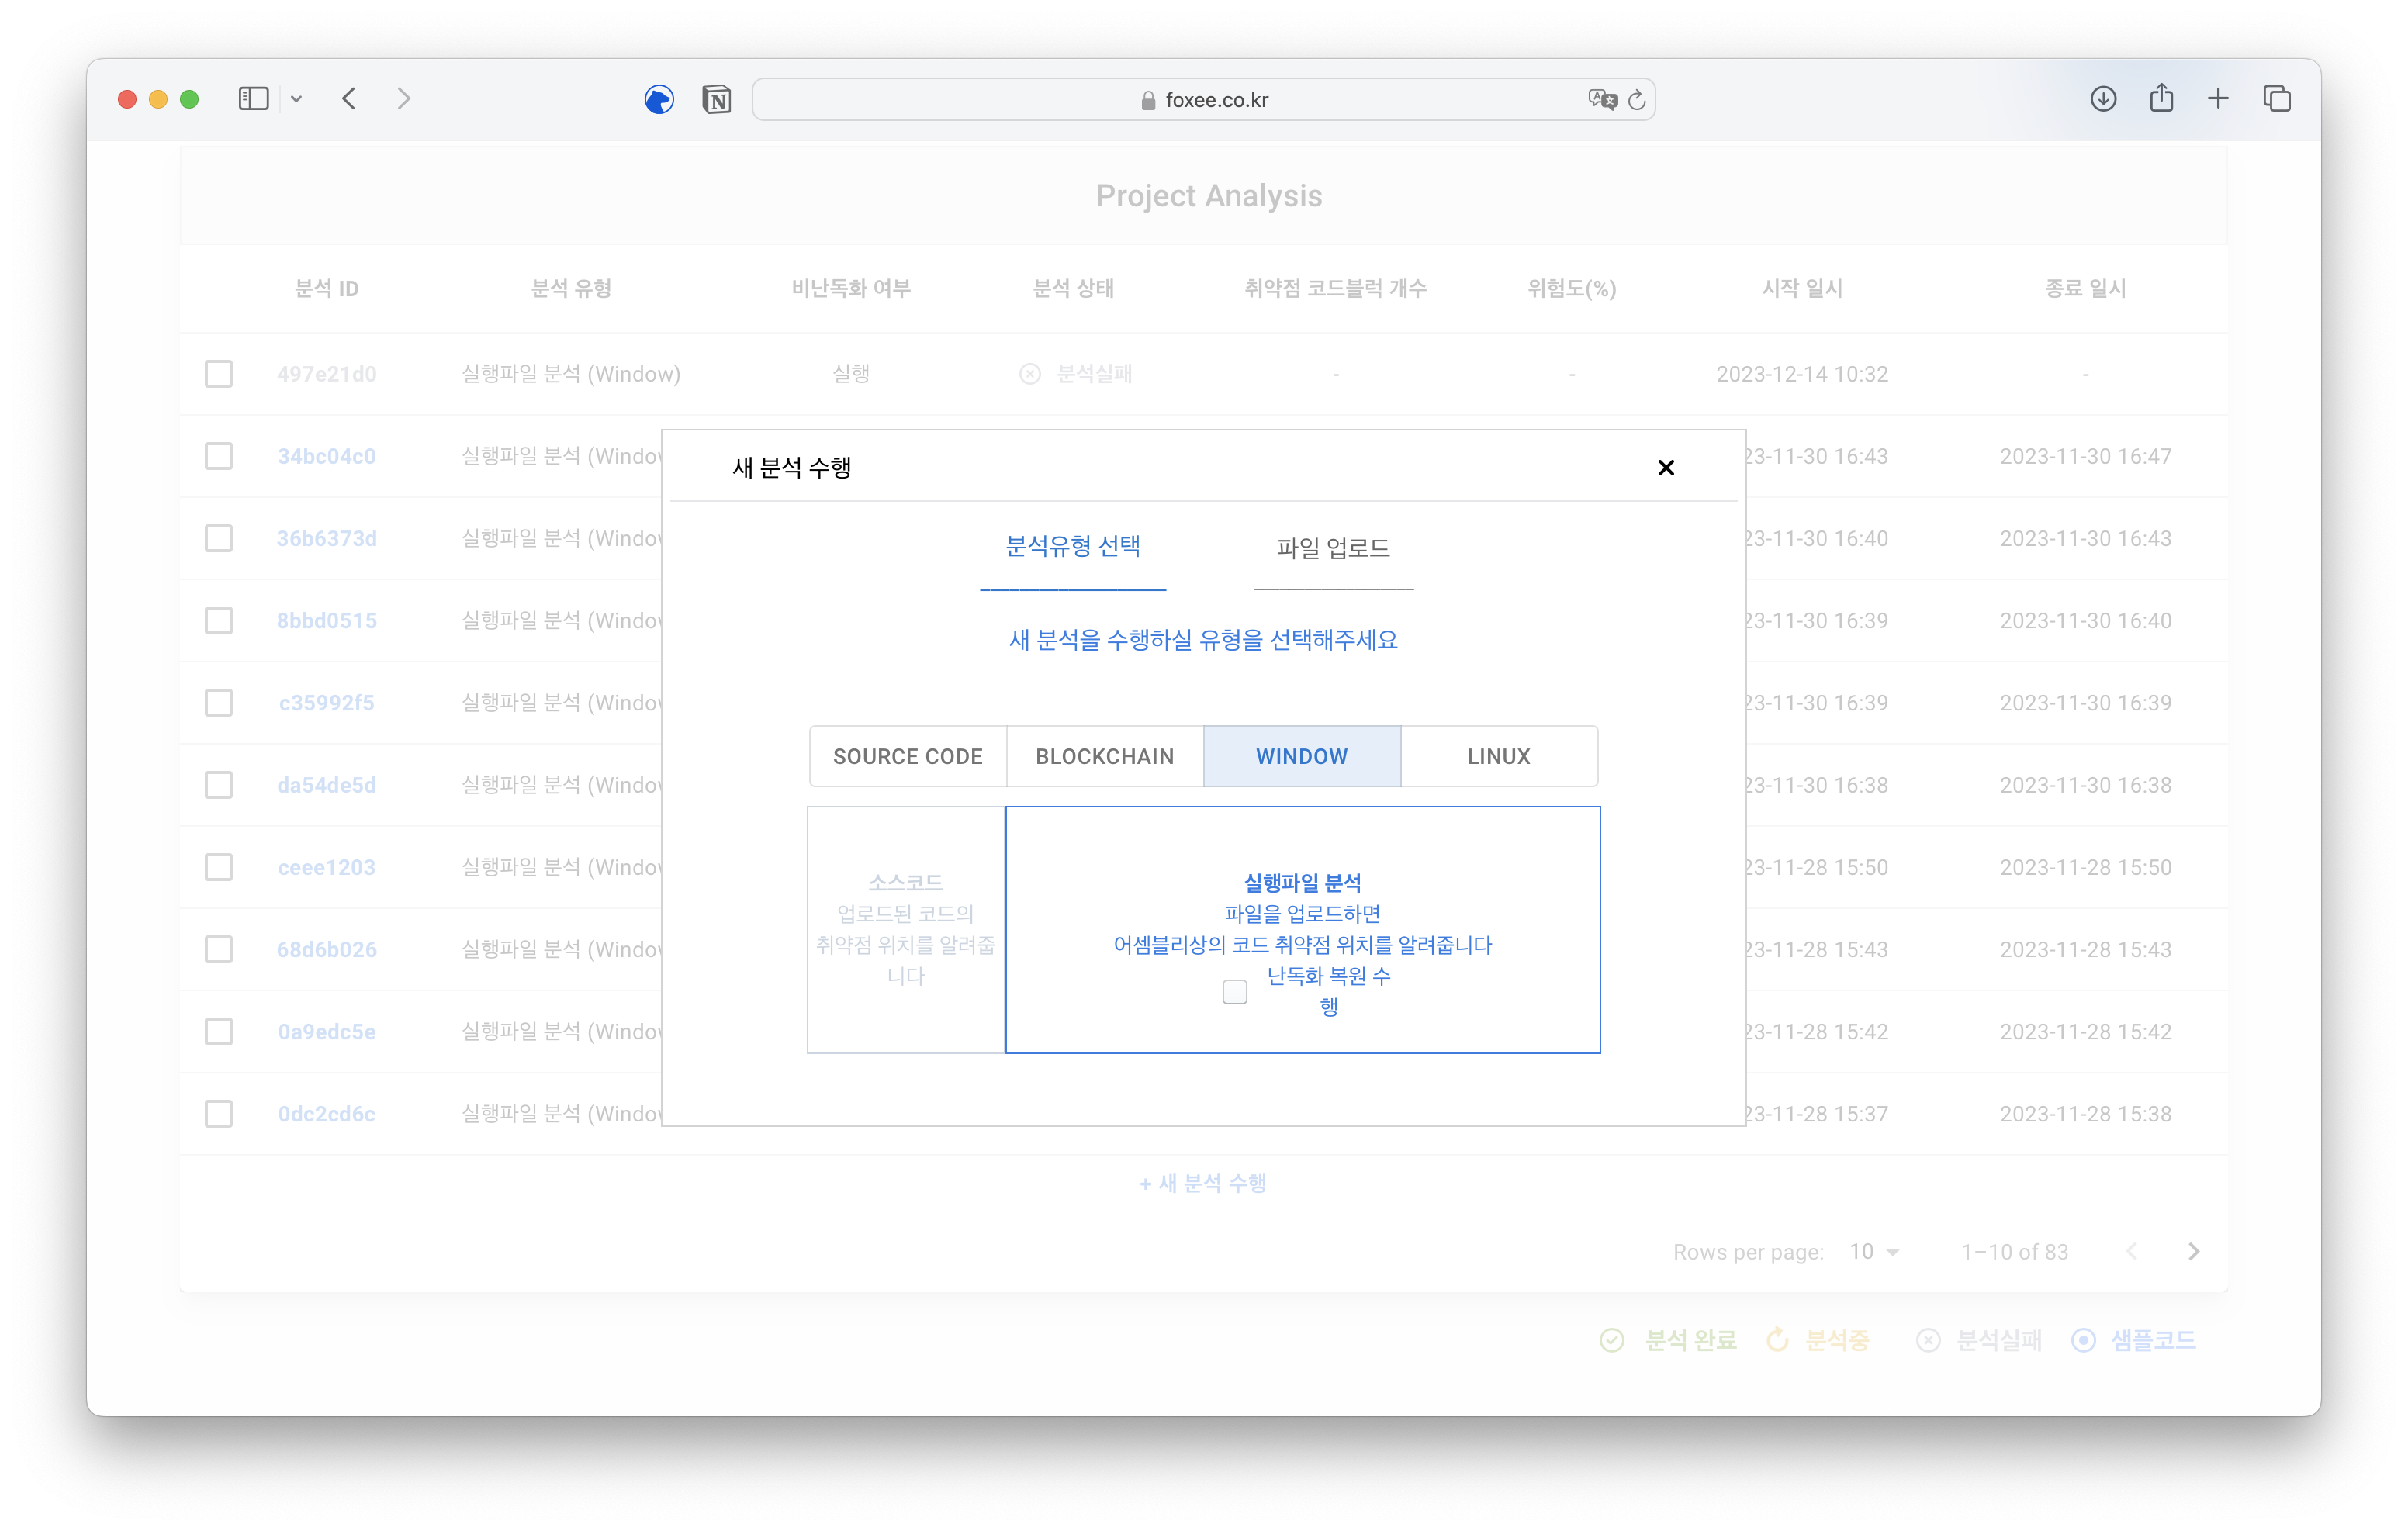 foxee.co.kr
Project Analysis
분석 ID 분석 유형 비난독화 여부 분석 상태 취약점 코드블럭 개수 위험도(%) 시작 일시 종료 일시
497e21d0 실행파일 분석 (Window) 실행 분석실패 - - 2023-12-14 10:32 -
34bc04c0 실행파일 분석 (Windo 23-11-30 16:43 2023-11-30 16:47
36b6373d 실행파일 분석 (Windo 23-11-30 16:40 2023-11-30 16:43
8bbd0515 실행파일 분석 (Windo 23-11-30 16:39 2023-11-30 16:40
c35992f5 실행파일 분석 (Windo 23-11-30 16:39 2023-11-30 16:39
da54de5d 실행파일 분석 (Windo 23-11-30 16:38 2023-11-30 16:38
ceee1203 실행파일 분석 (Windo 23-11-28 15:50 2023-11-28 15:50
68d6b026 실행파일 분석 (Windo 23-11-28 15:43 2023-11-28 15:43
0a9edc5e 실행파일 분석 (Windo 23-11-28 15:42 2023-11-28 15:42
0dc2cd6c 실행파일 분석 (Windo 23-11-28 15:37 2023-11-28 15:38
새 분석 수행
분석유형 선택 파일 업로드
새 분석을 수행하실 유형을 선택해주세요
SOURCE CODE BLOCKCHAIN WINDOW LINUX
소스코드
업로드된 코드의
취약점 위치를 알려줍
니다
실행파일 분석
파일을 업로드하면
어셈블리상의 코드 취약점 위치를 알려줍니다
난독화 복원 수
행
+ 새 분석 수행
Rows per page: 10 1–10 of 83
분석 완료 분석중 분석실패 샘플코드